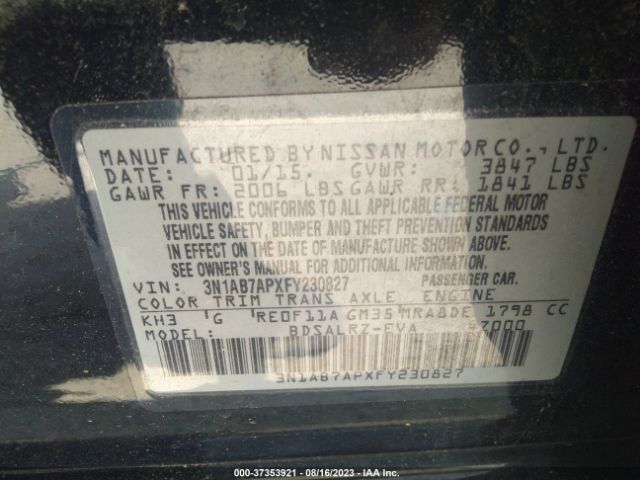 MANUFACTURED BY NISSAN MOTOR CO., LTD.
DATE: 01/15. GVWR: 3847 LBS
GAWR FR: 2006 LBS GAWR RR: 1841 LBS
THIS VEHICLE CONFORMS TO ALL APPLICABLE FEDERAL MOTOR
VEHICLE SAFETY, BUMPER AND THEFT PREVENTION STANDARDS
IN EFFECT ON THE DATE OF MANUFACTURE SHOWN ABOVE.
SEE OWNER'S MANUAL FOR ADDITIONAL INFORMATION.
VIN: 3N1AB7APXFY230827 PASSENGER CAR.
COLOR TRIM TRANS AXLE ENGINE
KH3 G RE0F11A GM35 MRA8DE 1798 CC
MODEL: BDSALRZ-EVA
3N1AB7APXFY230827
000-37353921 - 08/16/2023 - IAA Inc.